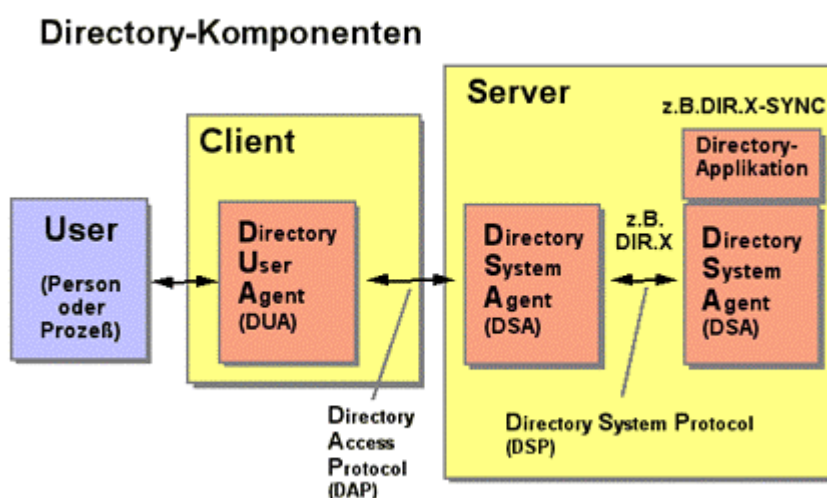 Directory-Komponenten
Server
z.B.DIR.X-SYNC
Client
Directory-
Applikation
User
(Person
oder
Prozeß)
Directory
User
Agent
(DUA)
Directory
System
Agent
(DSA)
z.B.
DIR.X
Directory
System
Agent
(DSA)
Directory
Access
Protocol
(DAP)
Directory System Protocol
(DSP)